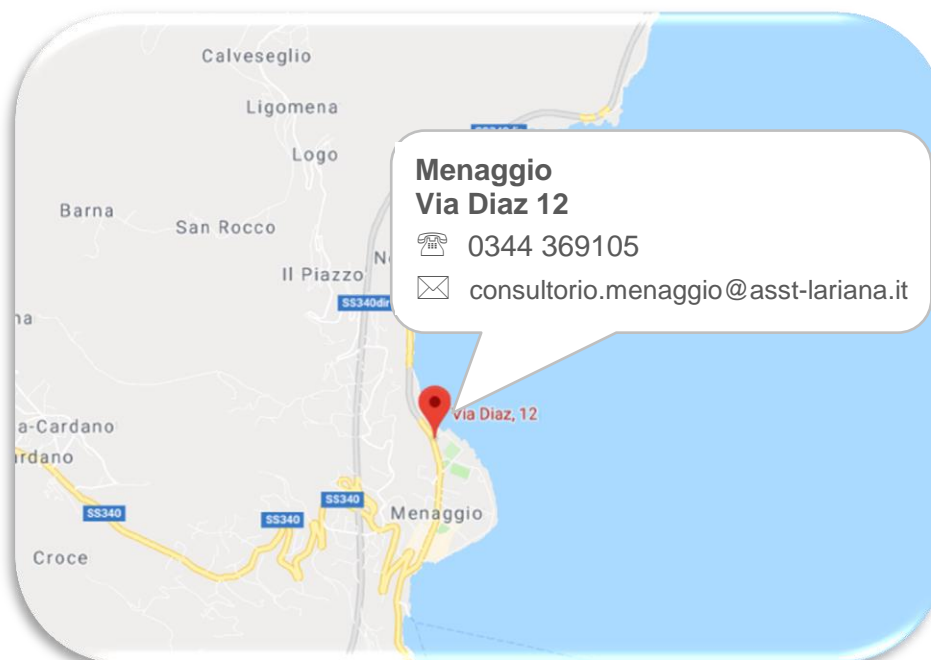 Calveseglio
Ligomena
Logo
Barna
San Rocco
Il Piazzo
SS340dir
Menaggio
Via Diaz 12
0344 369105
consultorio.menaggio@asst-lariana.it
Via Diaz, 12
a-Cardano
rdano
SS340
SS340
SS340
Menaggio
Croce